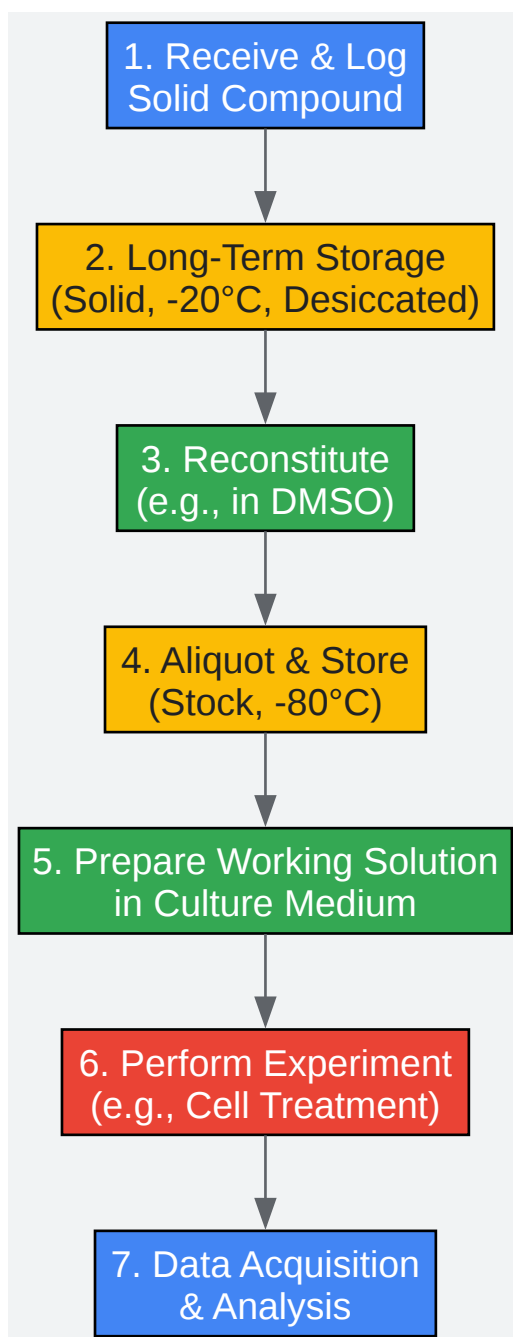 1. Receive & Log
Solid Compound
2. Long-Term Storage
(Solid, -20°C, Desiccated)
3. Reconstitute
(e.g., in DMSO)
4. Aliquot & Store
(Stock, -80°C)
5. Prepare Working Solution
in Culture Medium
6. Perform Experiment
(e.g., Cell Treatment)
7. Data Acquisition
& Analysis